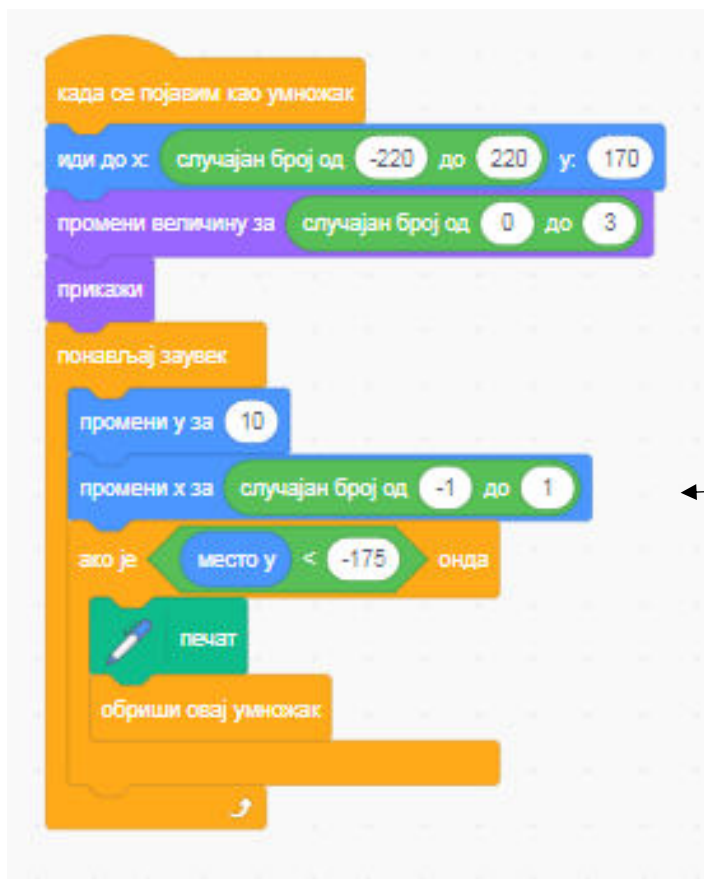 када се појавим као умножак
иди до x: случајан број од -220 до 220 y: 170
промени величину за случајан број од 0 до 3
прикажи
понављај заувек
промени y за 10
промени x за случајан број од -1 до 1
ако је место y < -175 онда
печат
обриши овај умножак